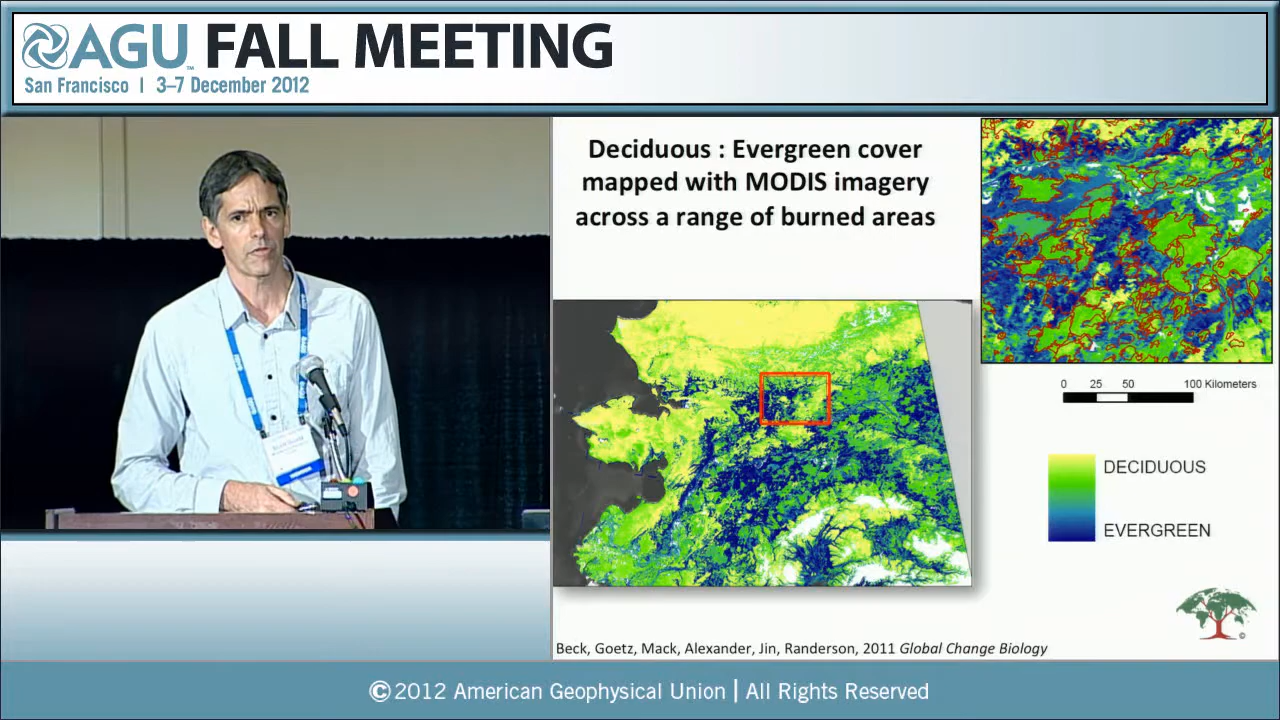 AGU™ FALL MEETING
San Francisco | 3–7 December 2012
Deciduous : Evergreen cover
mapped with MODIS imagery
across a range of burned areas
0 25 50 100 Kilometers
DECIDUOUS
EVERGREEN
©
Beck, Goetz, Mack, Alexander, Jin, Randerson, 2011 Global Change Biology
©2012 American Geophysical Union | All Rights Reserved